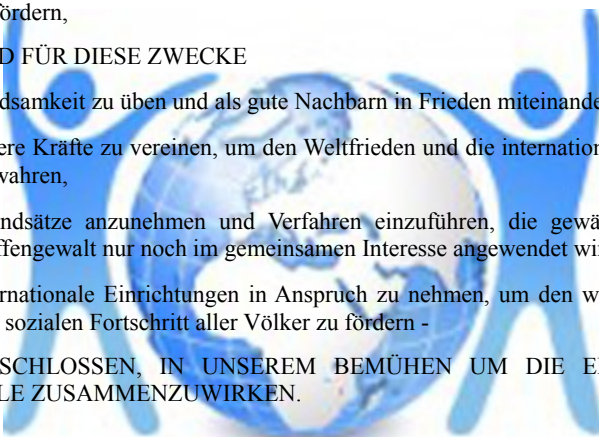 fördern,
D FÜR DIESE ZWECKE
dsamkeit zu üben und als gute Nachbarn in Frieden miteinande
ere Kräfte zu vereinen, um den Weltfrieden und die internation
wahren,
ndsätze anzunehmen und Verfahren einzuführen, die gewä
ffengewalt nur noch im gemeinsamen Interesse angewendet wi
rnationale Einrichtungen in Anspruch zu nehmen, um den w
sozialen Fortschritt aller Völker zu fördern -
SCHLOSSEN, IN UNSEREM BEMÜHEN UM DIE E
LE ZUSAMMENZUWIRKEN.